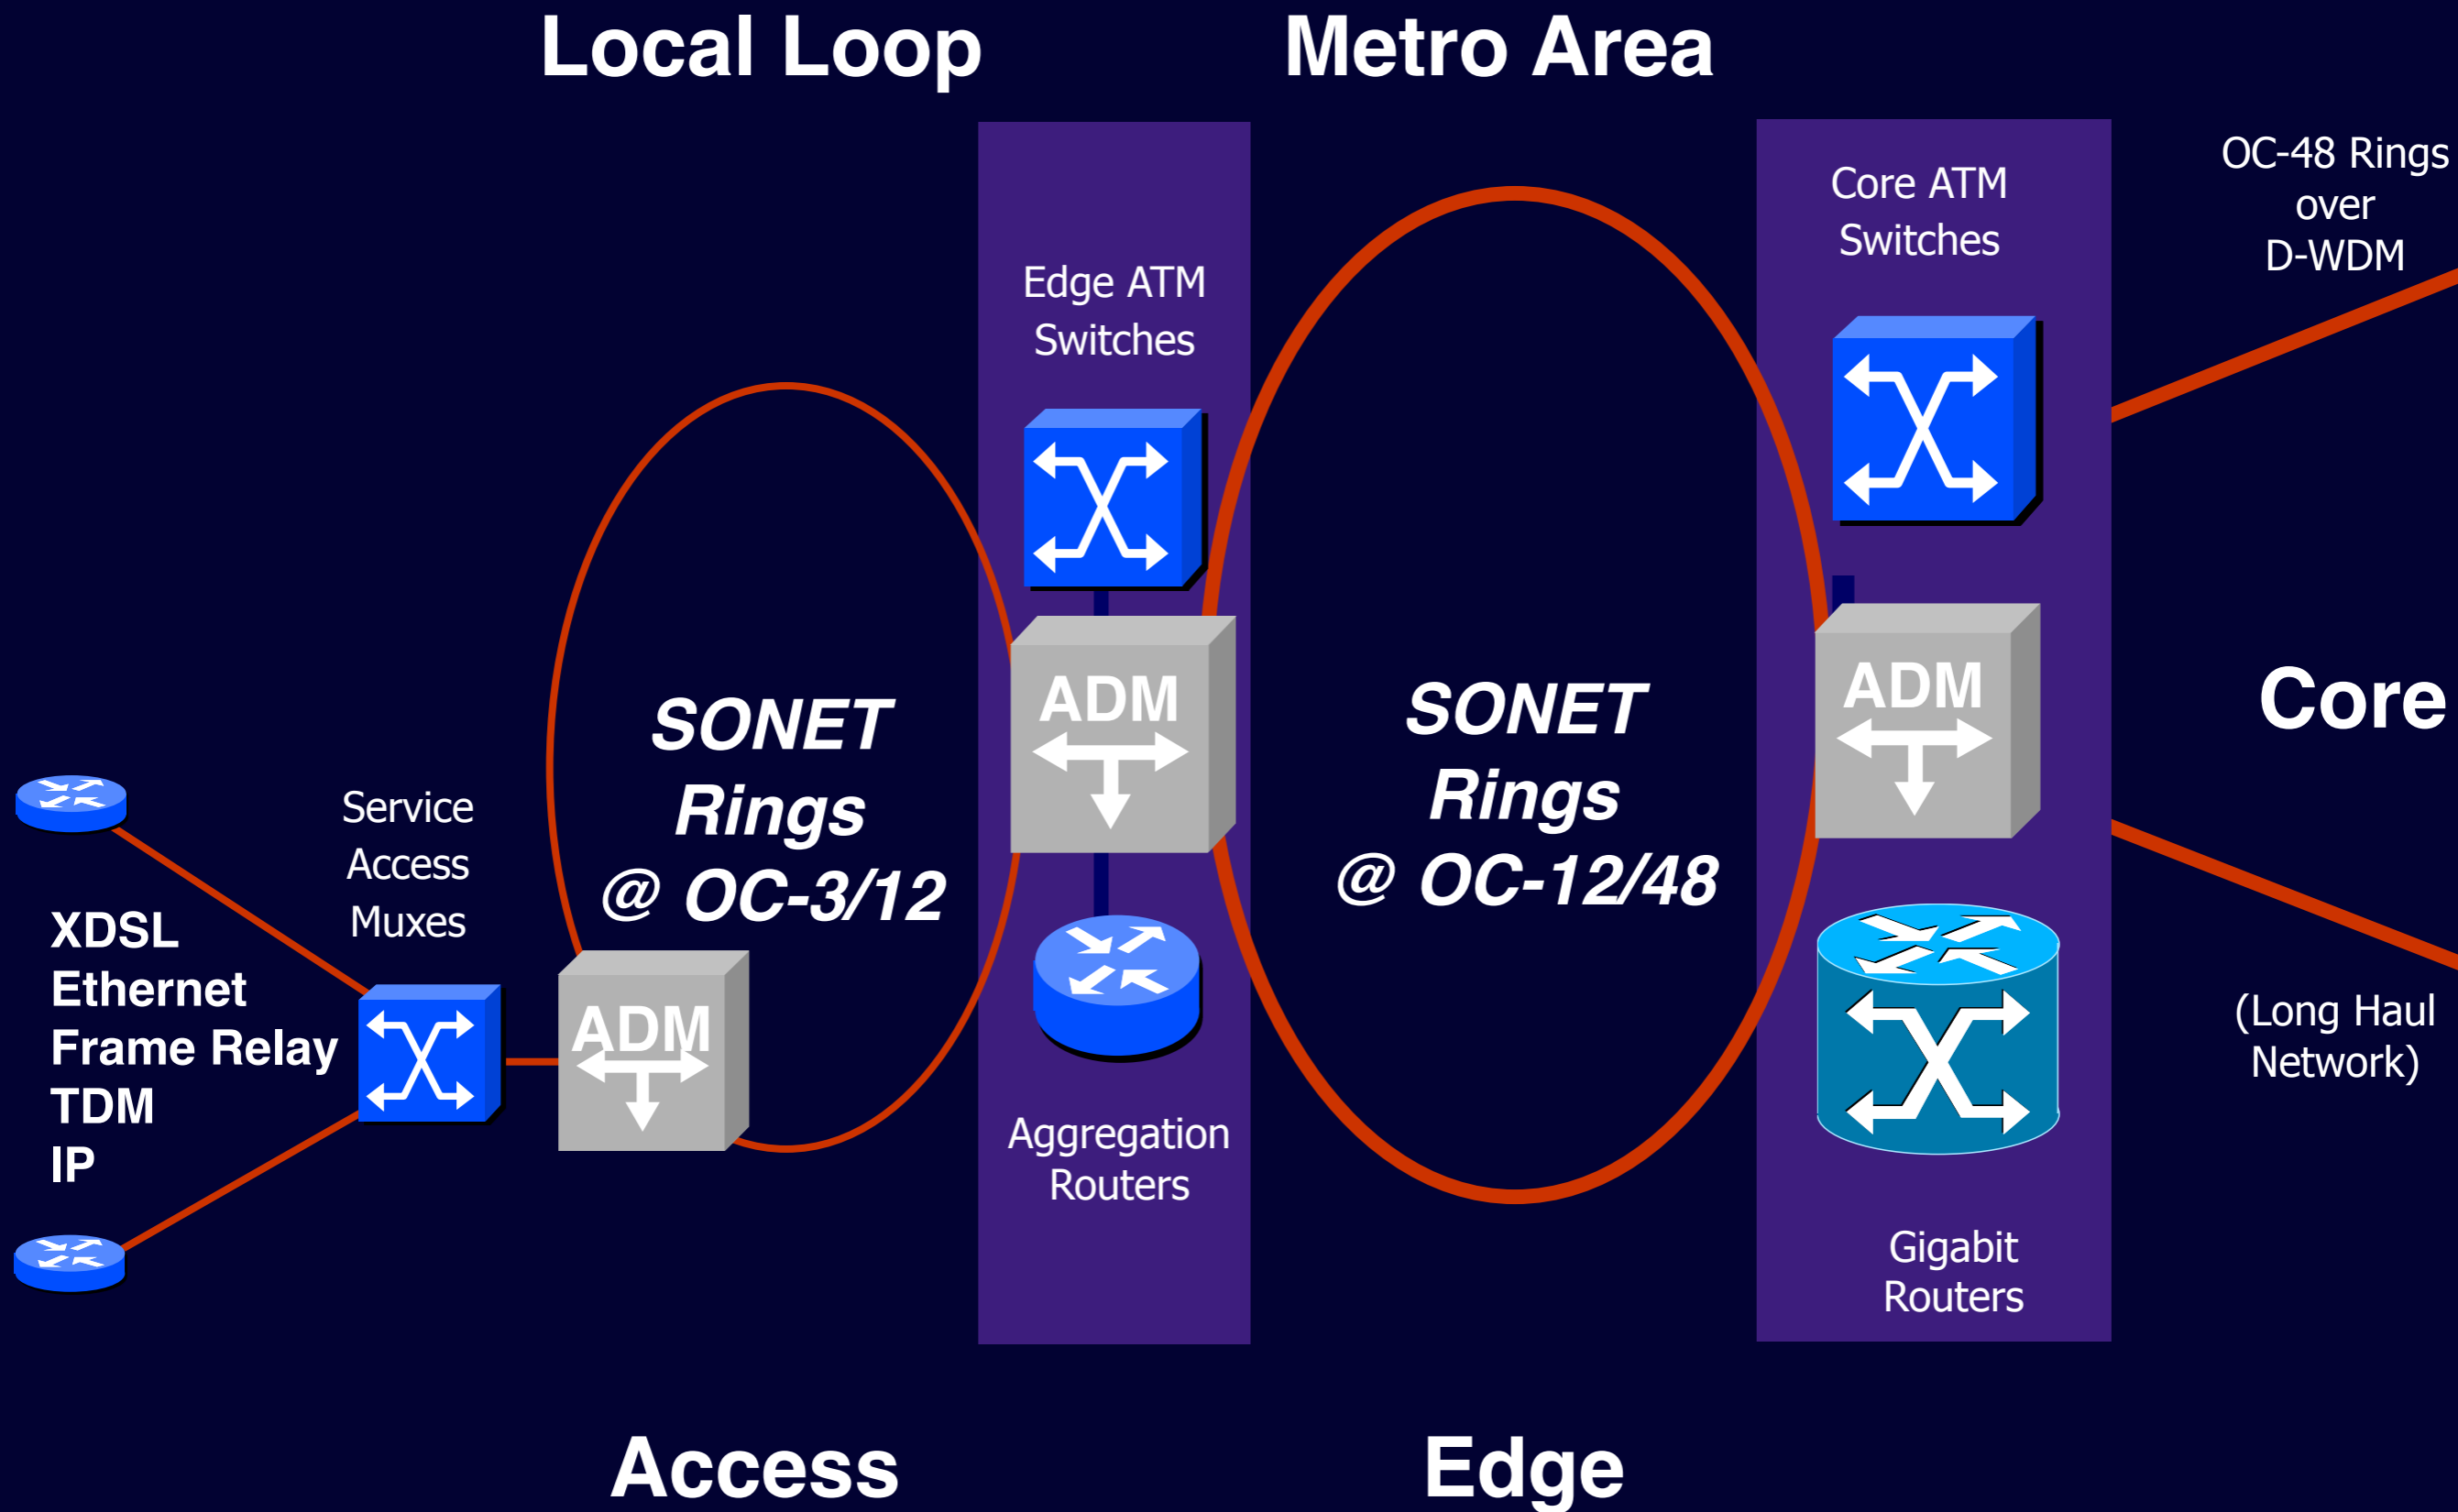 Local Loop
Metro Area
OC-48 Rings
over
D-WDM
Core ATM
Switches
Edge ATM
Switches
SONET
Rings
@ OC-3/12
ADM
SONET
Rings
@ OC-12/48
ADM
Core
Service
Access
Muxes
XDSL
Ethernet
Frame Relay
TDM
IP
ADM
(Long Haul
Network)
Aggregation
Routers
Gigabit
Routers
Access
Edge